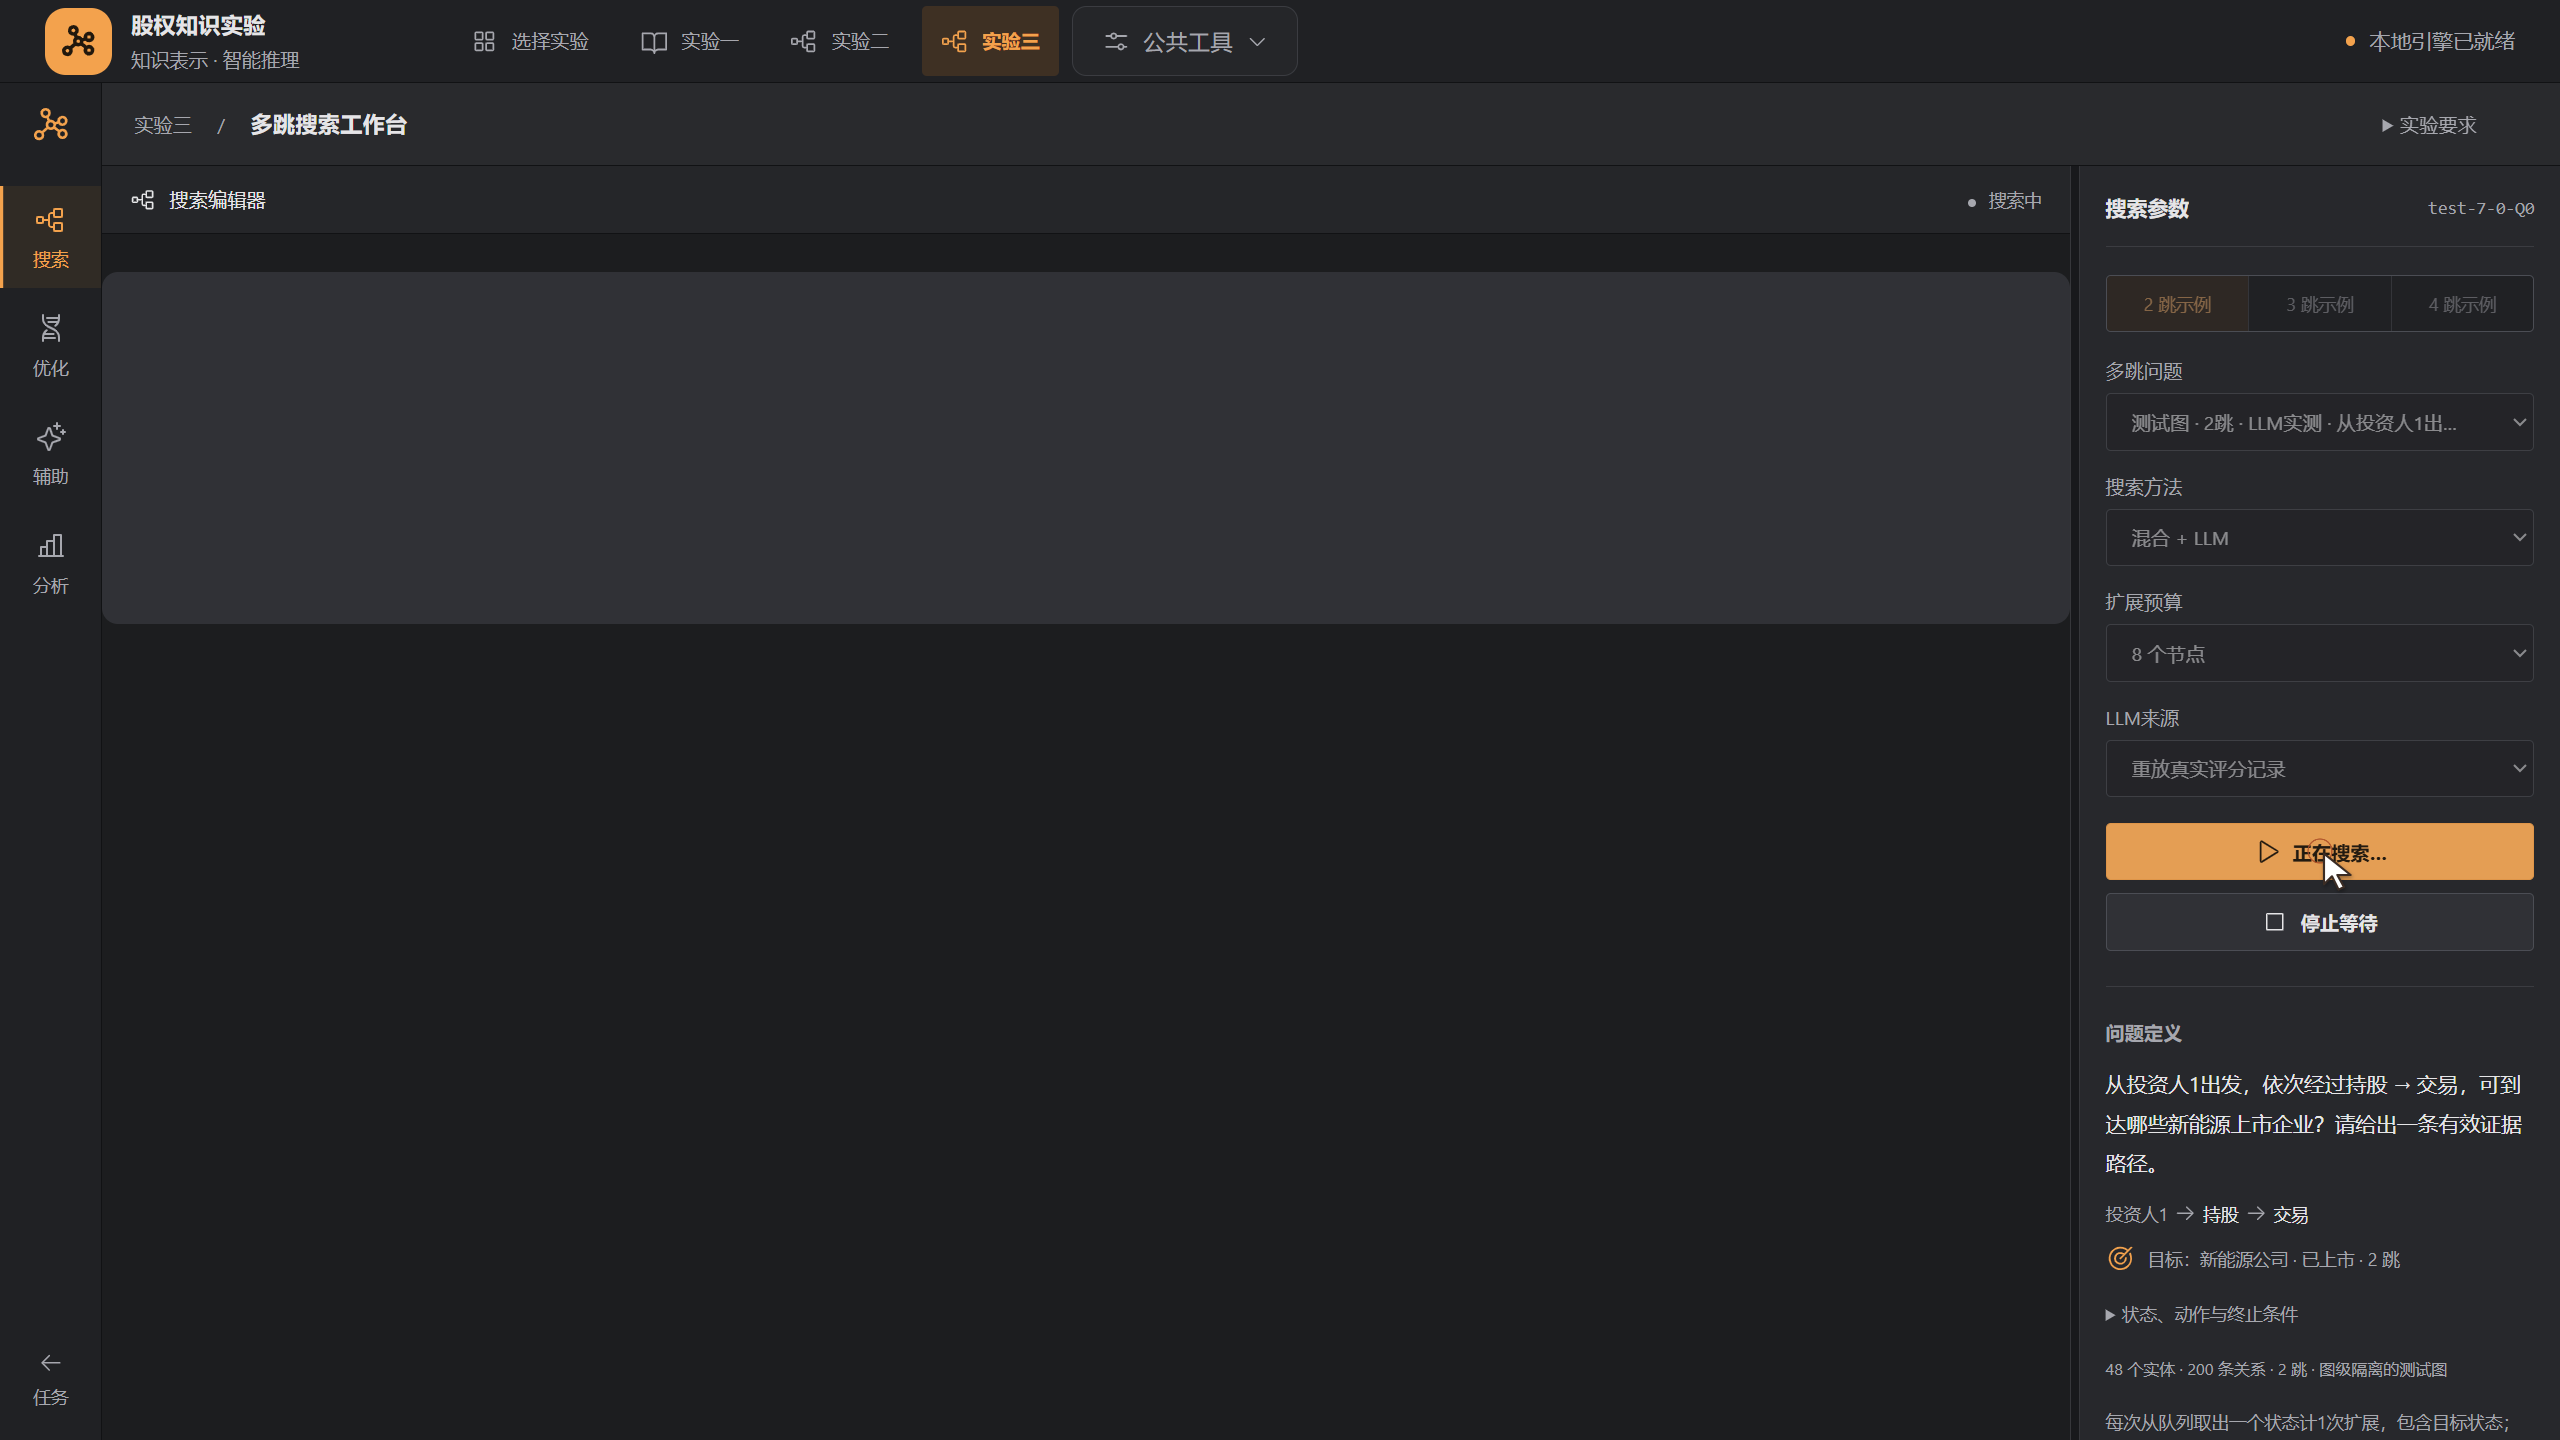 股权知识实验
知识表示 · 智能推理
选择实验
实验一
实验二
实验三
公共工具
本地引擎已就绪
实验三 / 多跳搜索工作台
▶ 实验要求
搜索
优化
辅助
分析
任务
搜索编辑器
搜索中
搜索参数
test-7-0-Q0
2 跳示例
3 跳示例
4 跳示例
多跳问题
测试图 · 2跳 · LLM实测 · 从投资人1出...
搜索方法
混合 + LLM
扩展预算
8 个节点
LLM来源
重放真实评分记录
正在搜索...
停止等待
问题定义
从投资人1出发，依次经过持股 → 交易，可到
达哪些新能源上市企业？请给出一条有效证据
路径。
投资人1 → 持股 → 交易
目标：新能源公司 · 已上市 · 2 跳
▶ 状态、动作与终止条件
48 个实体 · 200 条关系 · 2 跳 · 图级隔离的测试图
每次从队列取出一个状态计1次扩展，包含目标状态；